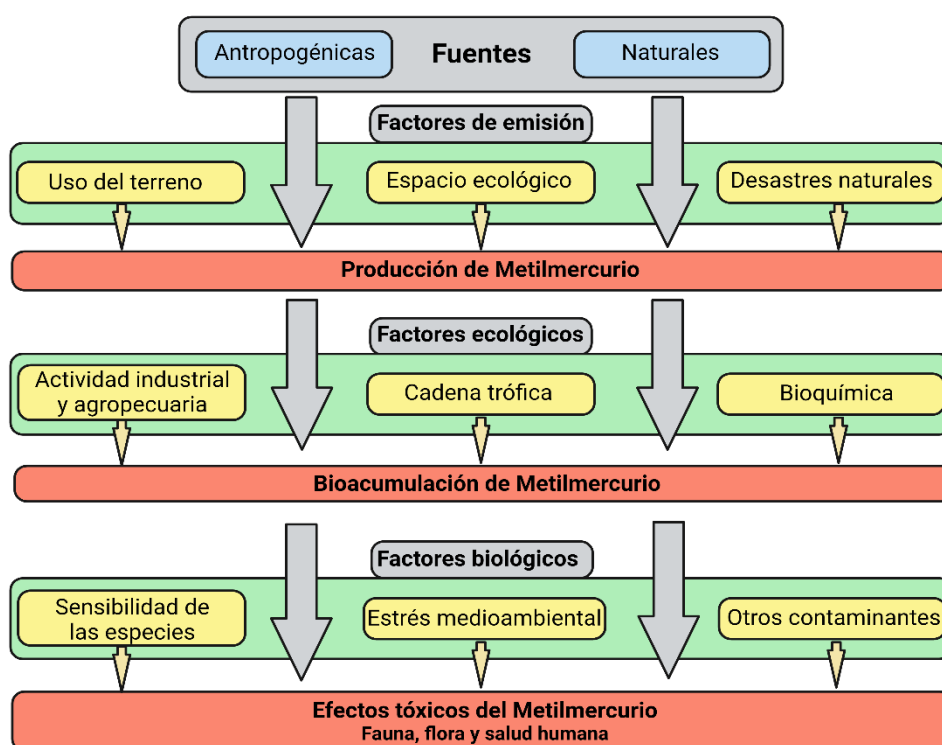 Antropogénicas
Fuentes
Naturales
Factores de emisión
Uso del terreno
Espacio ecológico
Desastres naturales
Producción de Metilmercurio
Factores ecológicos
Actividad industrial
y agropecuaria
Cadena trófica
Bioquímica
Bioacumulación de Metilmercurio
Factores biológicos
Sensibilidad de
las especies
Estrés medioambiental
Otros contaminantes
Efectos tóxicos del Metilmercurio
Fauna, flora y salud humana